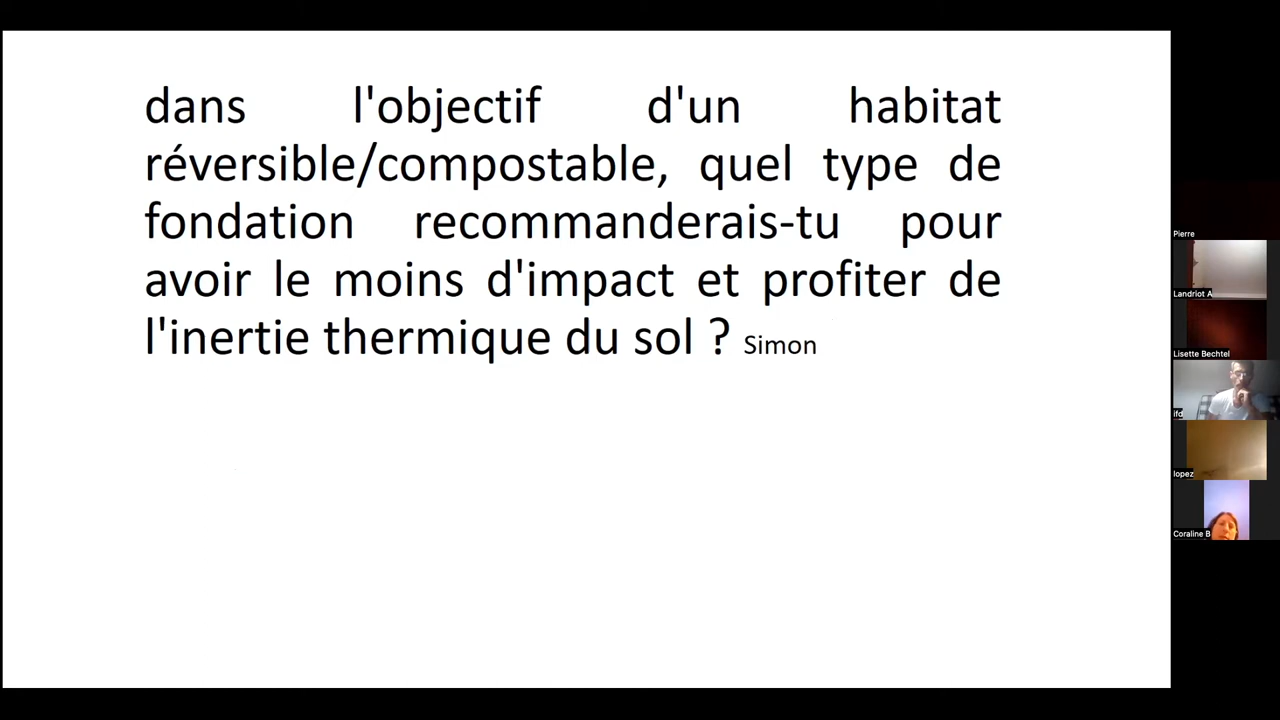 dans l'objectif d'un habitat
réversible/compostable, quel type de
fondation recommanderais-tu pour
avoir le moins d'impact et profiter de
l'inertie thermique du sol ? Simon
Pierre
Landriot A
Lisette Bechtel
ifd
lopez
Coraline B